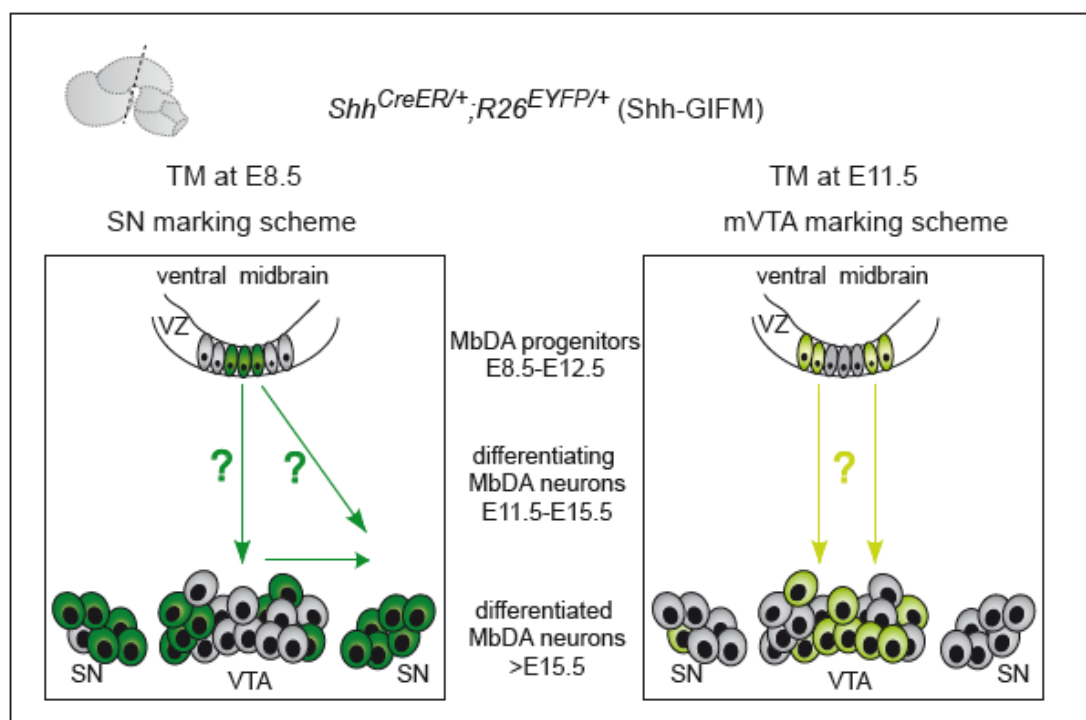 Shh^CreER/+;R26^EYFP/+ (Shh-GIFM)
TM at E8.5
SN marking scheme
ventral midbrain
VZ
?
?
SN
VTA
SN
MbDA progenitors
E8.5-E12.5
differentiating
MbDA neurons
E11.5-E15.5
differentiated
MbDA neurons
>E15.5
TM at E11.5
mVTA marking scheme
ventral midbrain
VZ
?
SN
VTA
SN